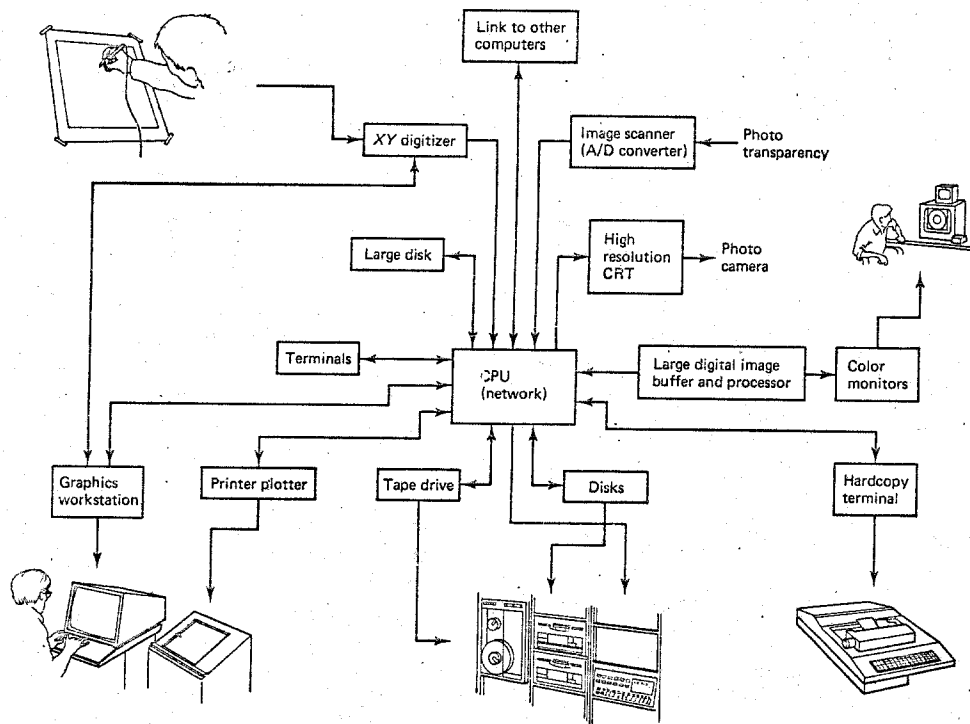 Link to other
computers
XY digitizer
Image scanner
(A/D converter)
Photo
transparency
Large disk
High
resolution
CRT
Photo
camera
Terminals
CPU
(network)
Large digital image
buffer and processor
Color
monitors
Graphics
workstation
Printer plotter
Tape drive
Disks
Hardcopy
terminal